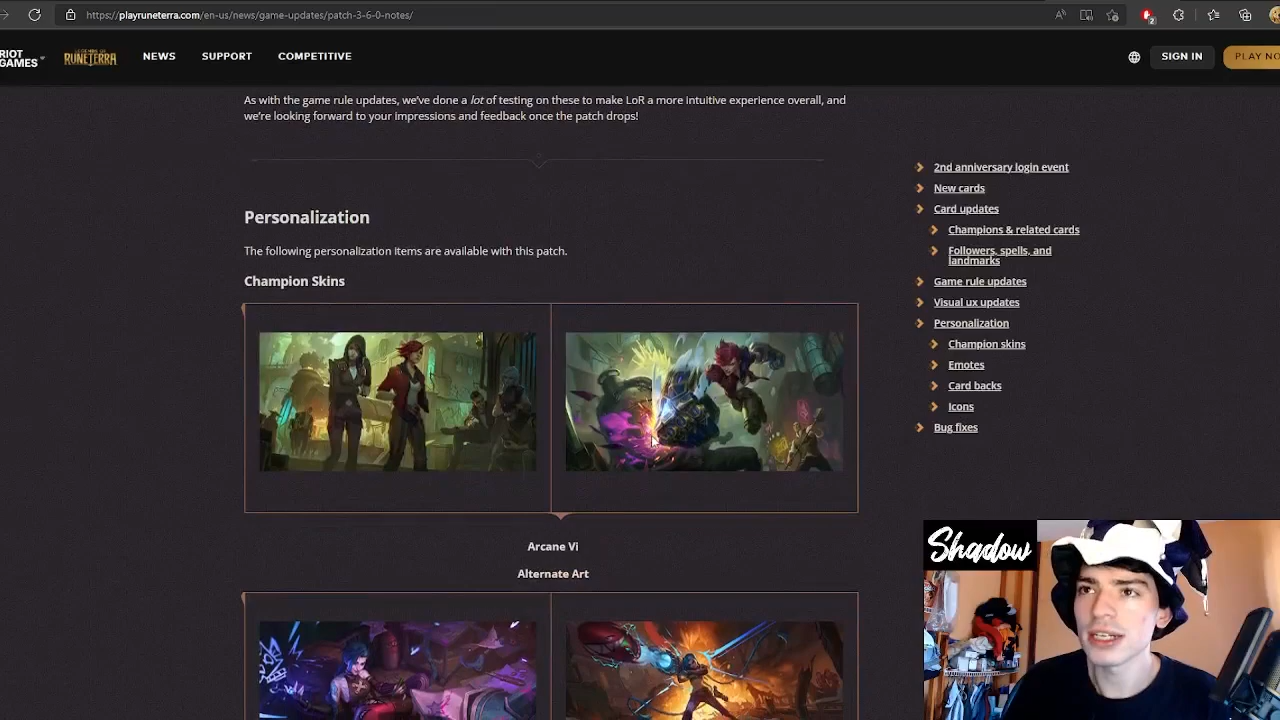 https://playruneterra.com/en-us/news/game-updates/patch-3-6-0-notes/
2
RIOT
GAMES
LEGENDS OF
RUNETERRA
NEWS
SUPPORT
COMPETITIVE
SIGN IN
PLAY NO
As with the game rule updates, we've done a lot of testing on these to make LoR a more intuitive experience overall, and
we're looking forward to your impressions and feedback once the patch drops!
Personalization
The following personalization items are available with this patch.
Champion Skins
Arcane Vi
Alternate Art
2nd anniversary login event
New cards
Card updates
Champions & related cards
Followers, spells, and
landmarks
Game rule updates
Visual ux updates
Personalization
Champion skins
Emotes
Card backs
Icons
Bug fixes
Shadow